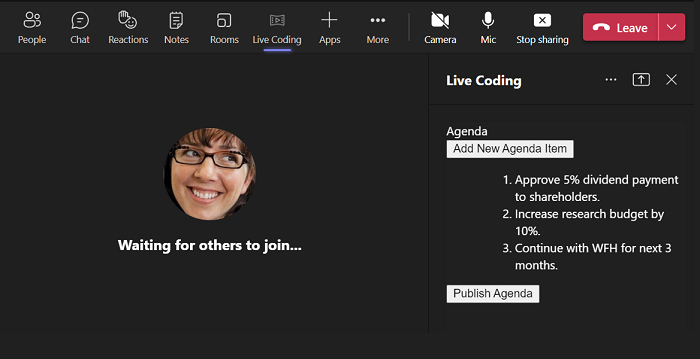 People
Chat
Reactions
Notes
Rooms
Live Coding
Apps
More
Camera
Mic
Stop sharing
Leave
Live Coding
Agenda
Add New Agenda Item
1. Approve 5% dividend payment
to shareholders.
2. Increase research budget by
10%.
3. Continue with WFH for next 3
months.
Publish Agenda
Waiting for others to join...